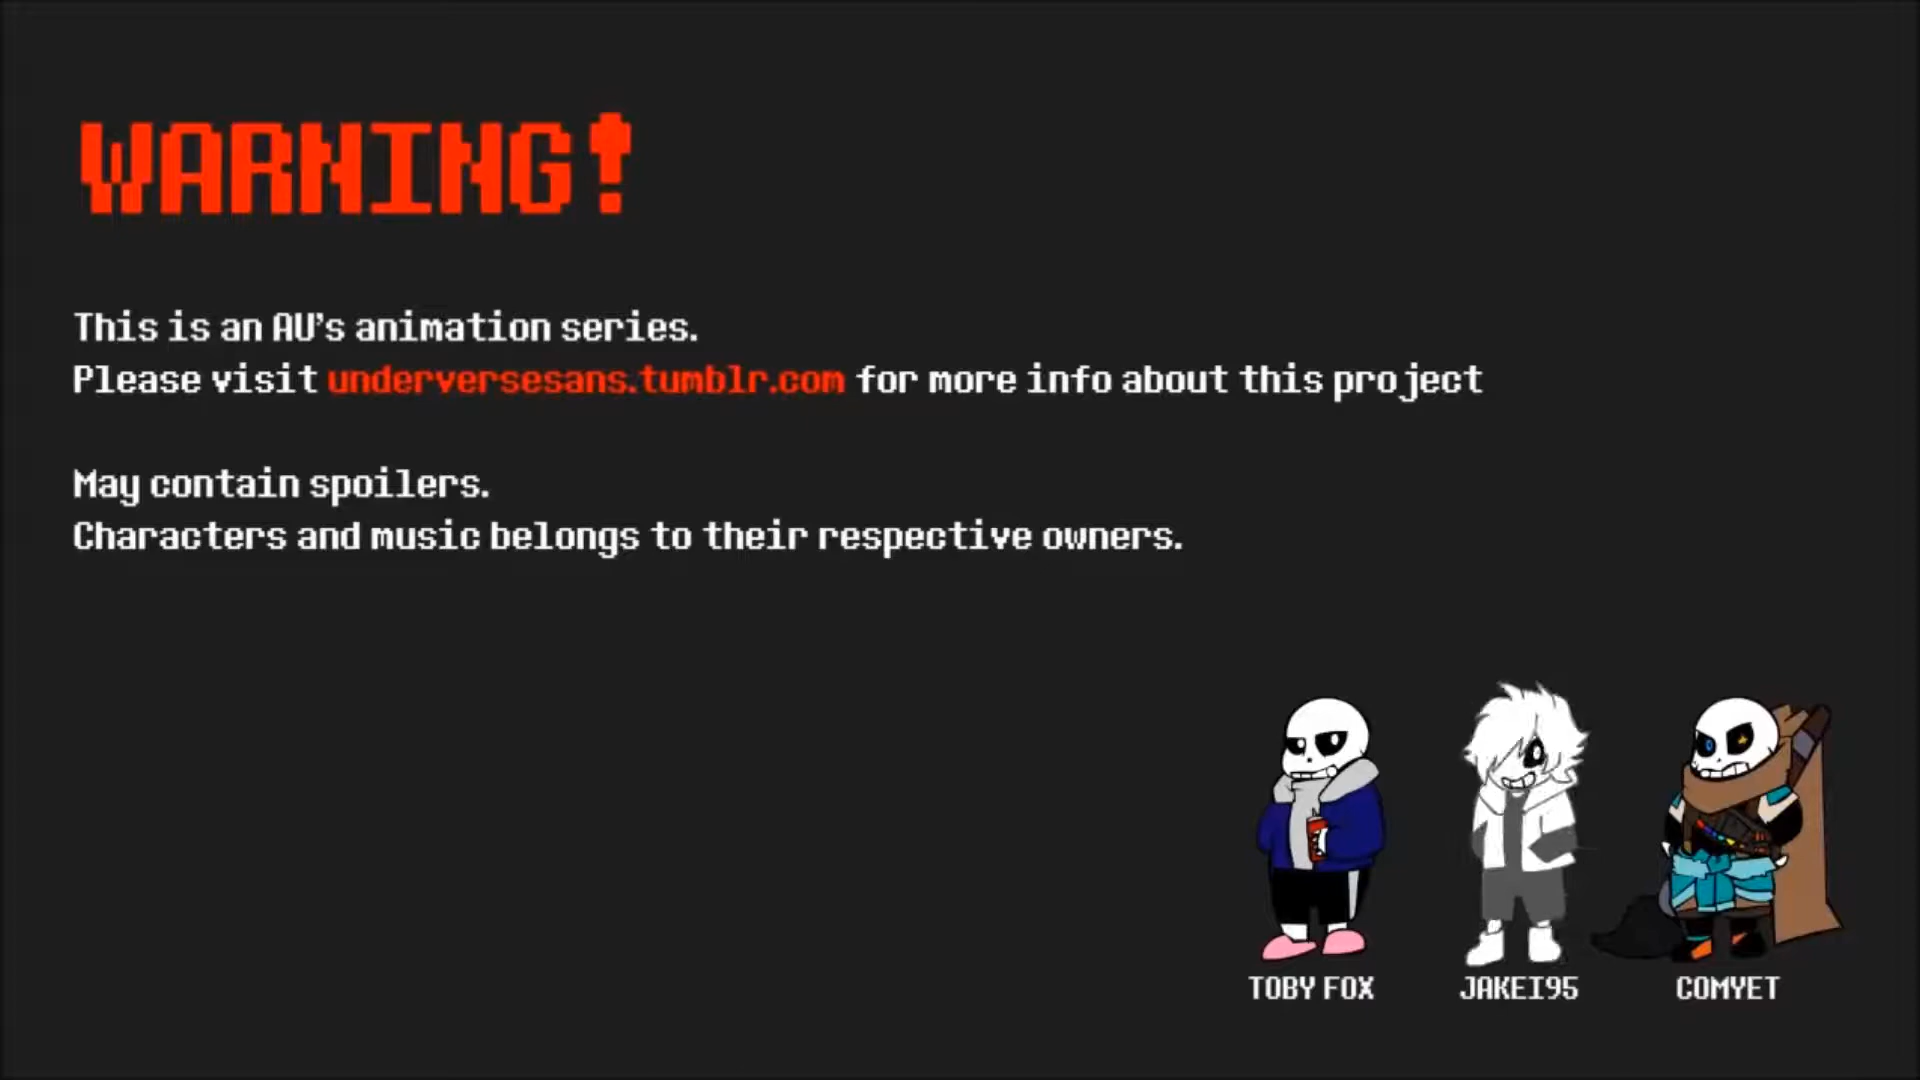 WARNING!
This is an AU's animation series.
Please visit underversesans.tumblr.com for more info about this project
May contain spoilers.
Characters and music belongs to their respective owners.
TOBY FOX JAKEI95 COMYET